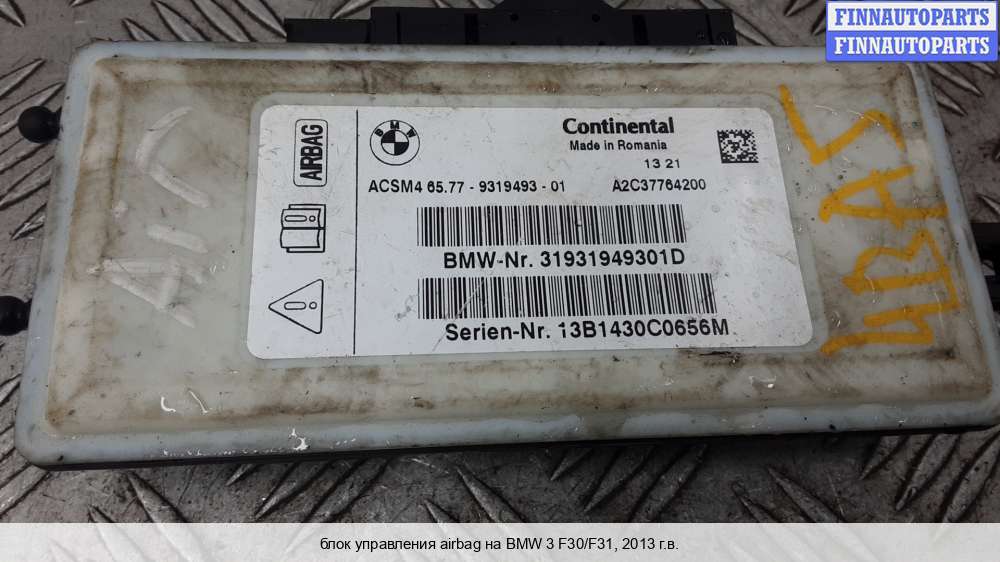 FINNAUTOPARTS
FINNAUTOPARTS
AIRBAG
BMW
Continental
Made in Romania
13 21
ACSM4 65.77 - 9319493 - 01 A2C37764200
BMW-Nr. 31931949301D
Serien-Nr. 13B1430C0656M
блок управления airbag на BMW 3 F30/F31, 2013 г.в.